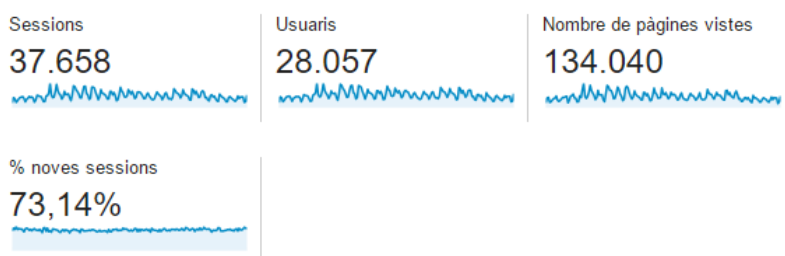 Sessions
37.658
Usuaris
28.057
Nombre de pàgines vistes
134.040
% noves sessions
73,14%